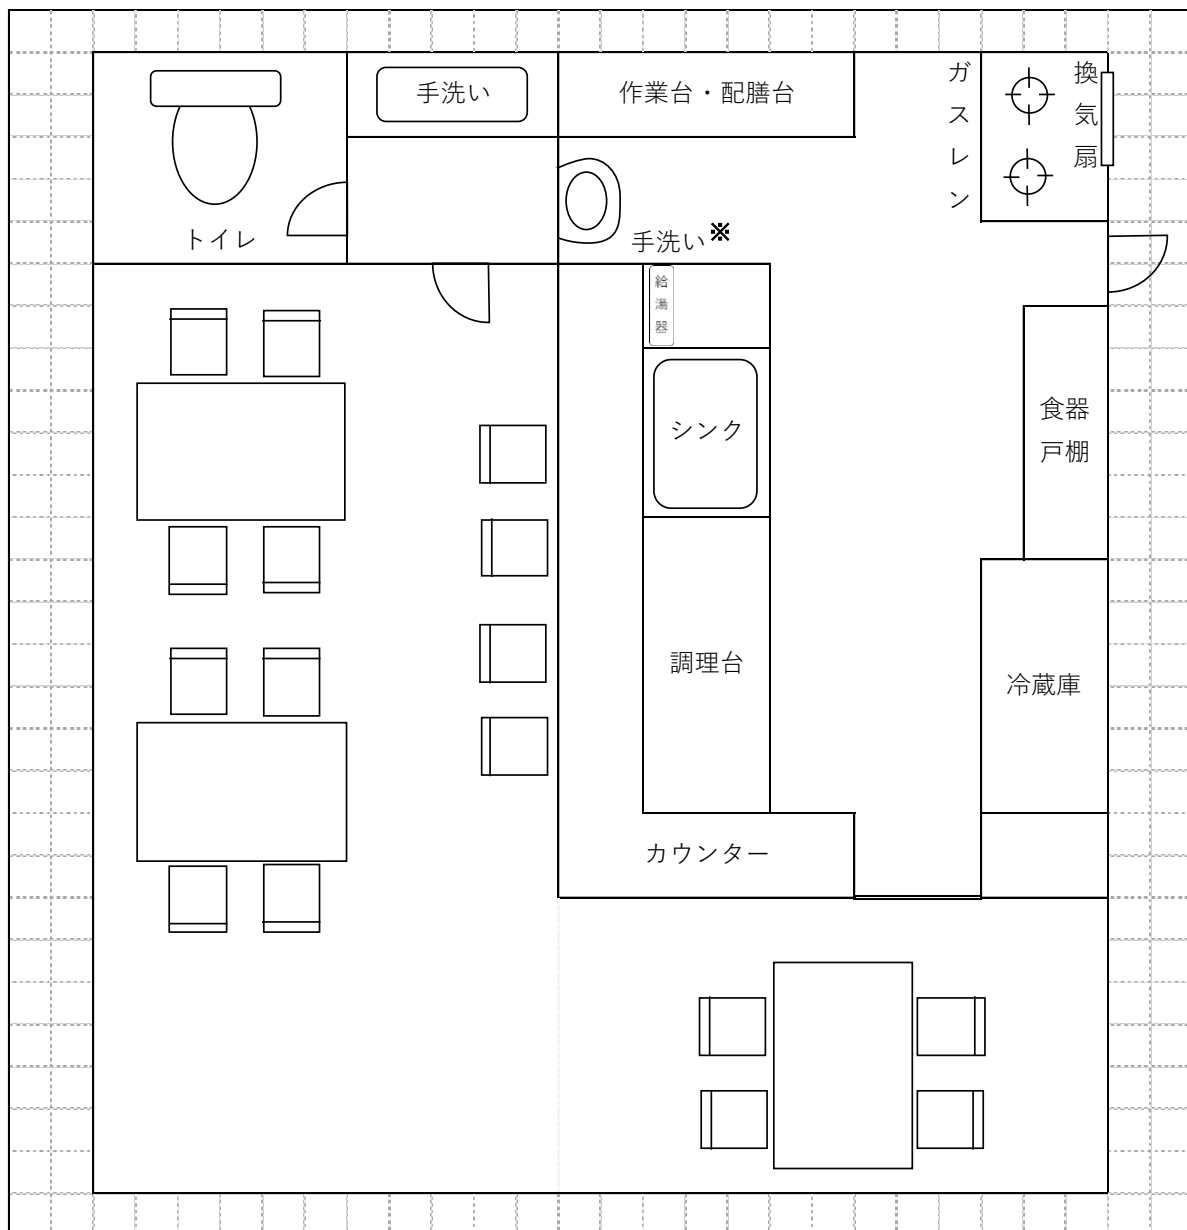 手洗い
作業台・配膳台
ガスレン
換気扇
トイレ
手洗い※
給湯器
シンク
食器
戸棚
調理台
冷蔵庫
カウンター